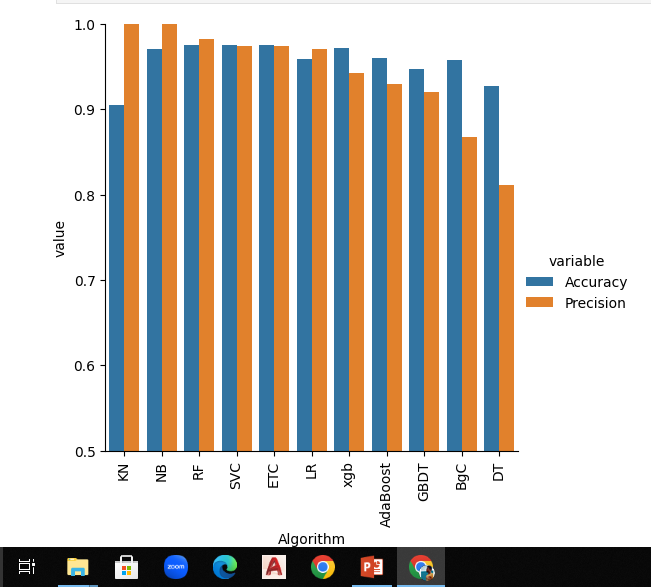 1.0
0.9
0.8
0.7
0.6
0.5
value
KN
NB
RF
SVC
ETC
LR
xgb
AdaBoost
GBDT
BgC
DT
Algorithm
variable
Accuracy
Precision
zoom
A
P